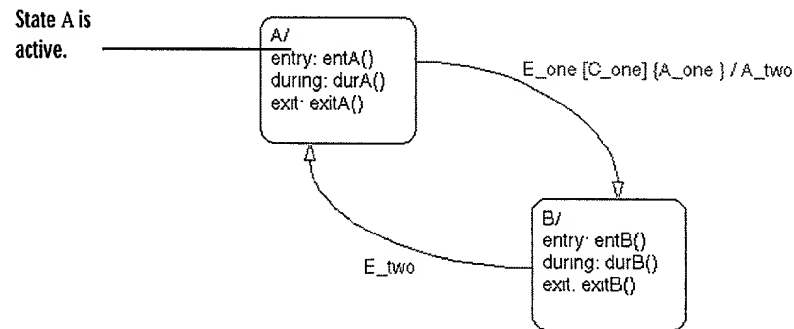 State A is
active.
A/
entry: entA()
during: durA()
exit: exitA()
E_one [C_one] {A_one } / A_two
B/
entry: entB()
during: durB()
exit. exitB()
E_two